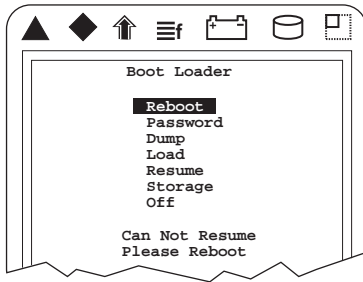 f
Boot Loader
Reboot
Password
Dump
Load
Resume
Storage
Off
Can Not Resume
Please Reboot